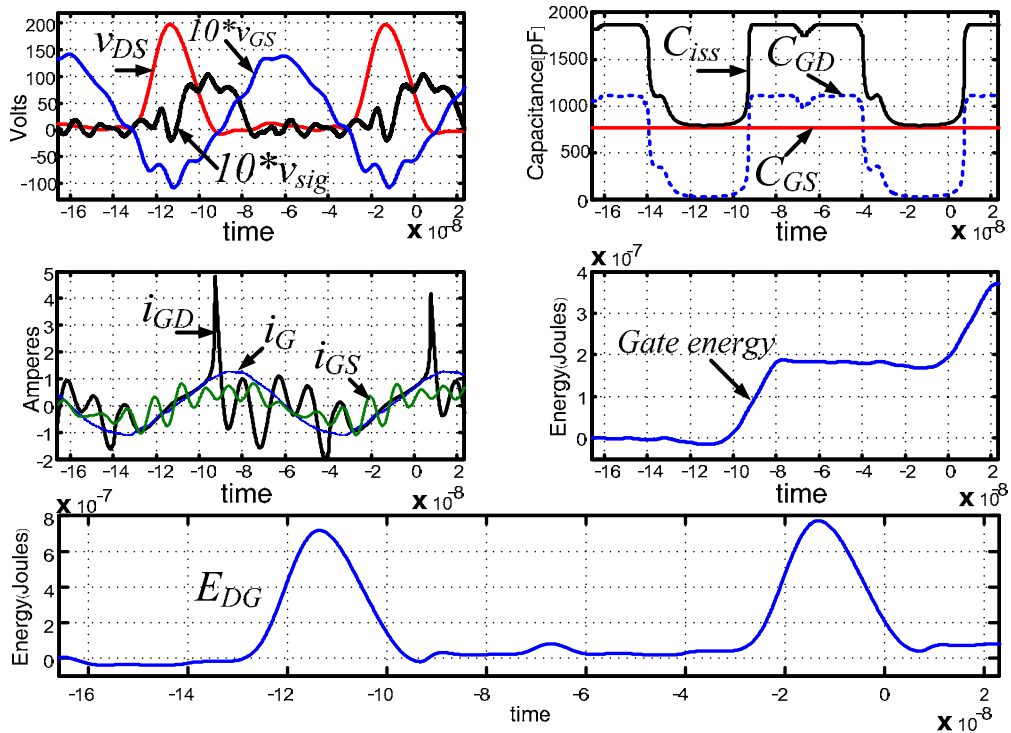 200
150
100
50
0
-50
-100
Volts
v_DS
10*v_GS
10*v_sig
-16 -14 -12 -10 -8 -6 -4 -2 0 2
time
x 10^-8
2000
1500
1000
500
0
Capacitance[pF]
C_iss
C_GD
C_GS
-16 -14 -12 -10 -8 -6 -4 -2 0 2
time
x 10^-8
5
4
3
2
1
0
-1
-2
Amperes
i_GD
i_G
i_GS
-16 -14 -12 -10 -8 -6 -4 -2 0 2
time
x 10^-8
x 10^-7
4
2
0
Energy(Joules)
Gate energy
-16 -14 -12 -10 -8 -6 -4 -2 0 2
time
x 10^-8
x 10^-7
8
6
4
2
0
Energy(Joules)
E_DG
-16 -14 -12 -10 -8 -6 -4 -2 0 2
time
x 10^-8